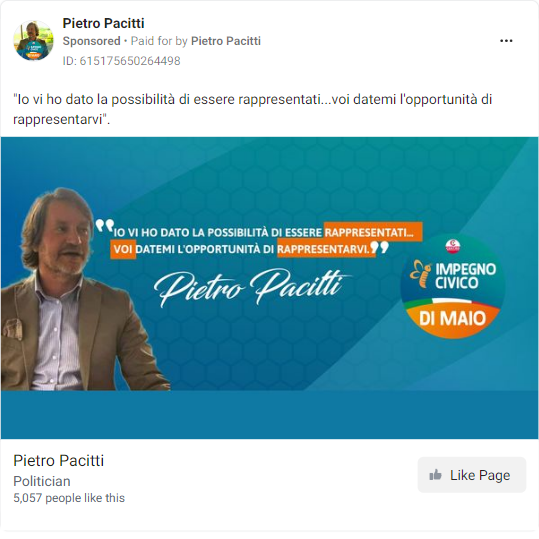 Pietro Pacitti
Sponsored • Paid for by Pietro Pacitti
ID: 615175650264498
"Io vi ho dato la possibilità di essere rappresentati...voi datemi l'opportunità di
rappresentarvi".
"IO VI HO DATO LA POSSIBILITÀ DI ESSERE RAPPRESENTATI...
VOI DATEMI L'OPPORTUNITÀ DI RAPPRESENTARVI."
Pietro Pacitti
IMPEGNO
CIVICO
DI MAIO
Pietro Pacitti
Politician
5,057 people like this
Like Page